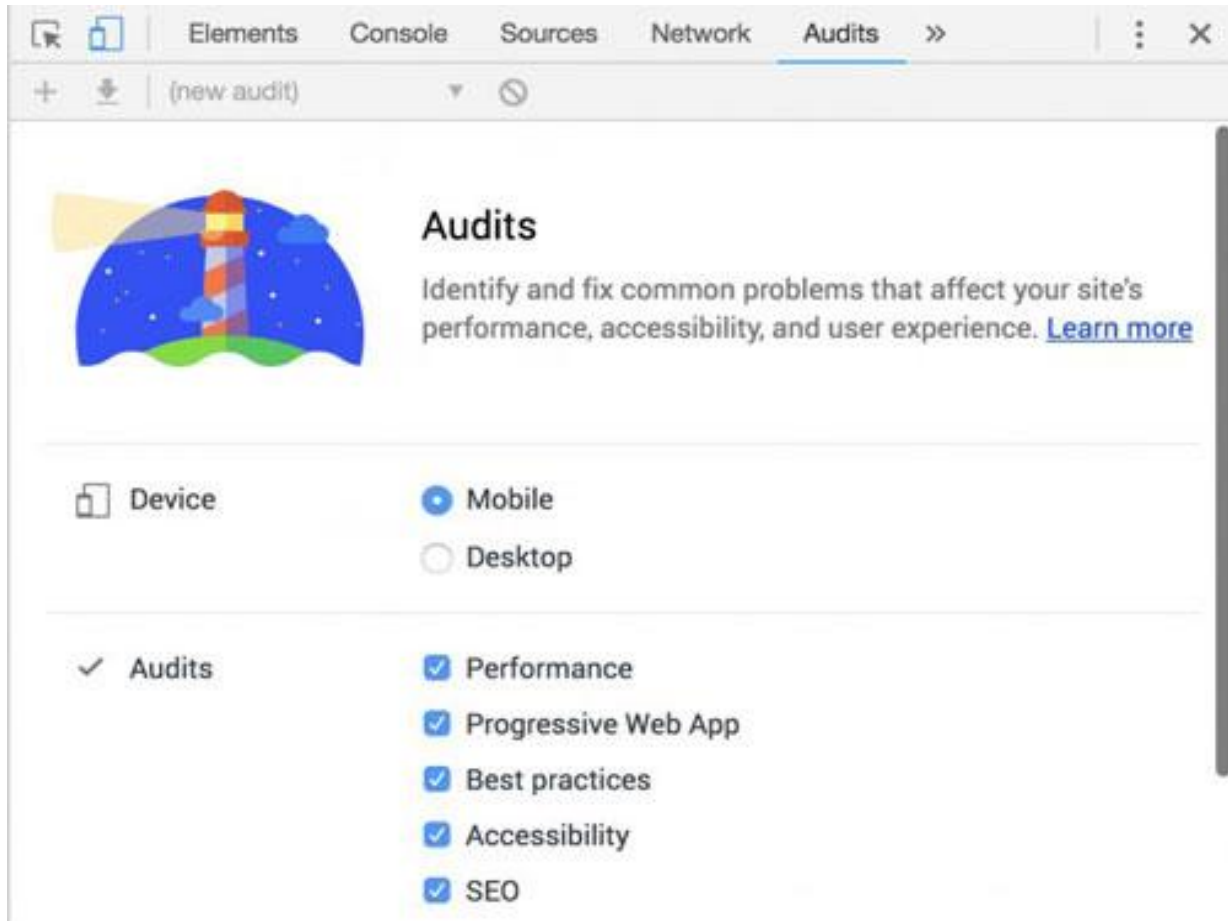 Elements Console Sources Network Audits »
(new audit)
Audits
Identify and fix common problems that affect your site's
performance, accessibility, and user experience. Learn more
Device
Mobile
Desktop
Audits
Performance
Progressive Web App
Best practices
Accessibility
SEO